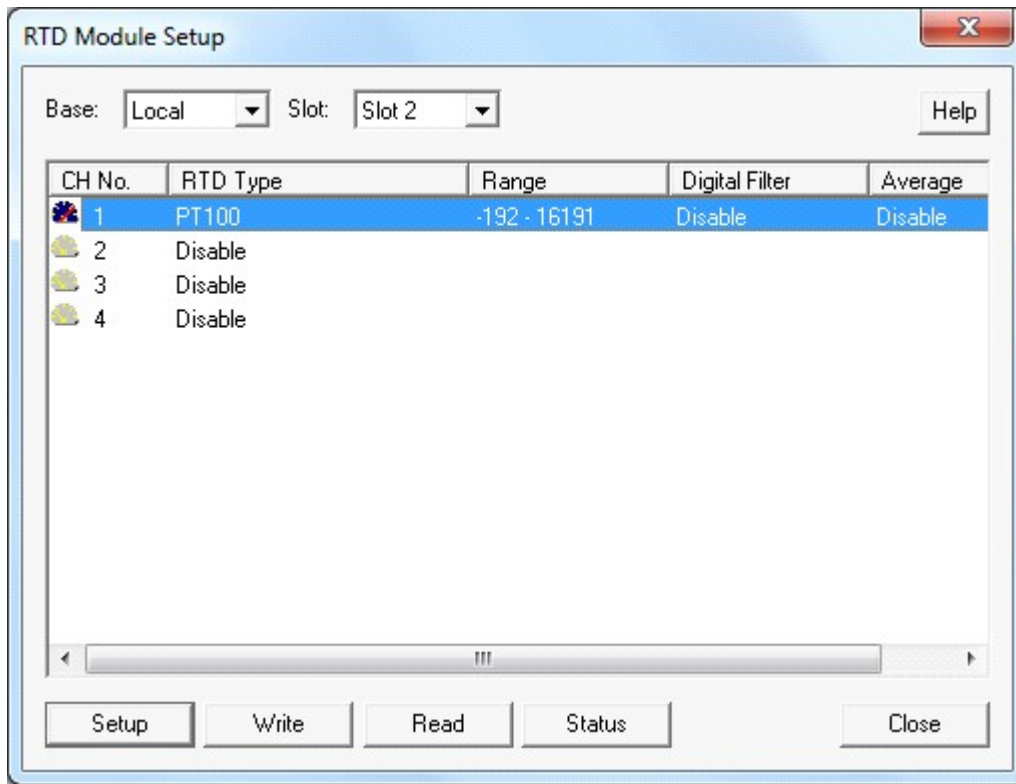 RTD Module Setup
Base: Local Slot: Slot 2 Help
CH No. RTD Type Range Digital Filter Average
1 PT100 -192 - 16191 Disable Disable
2 Disable
3 Disable
4 Disable
Setup Write Read Status Close